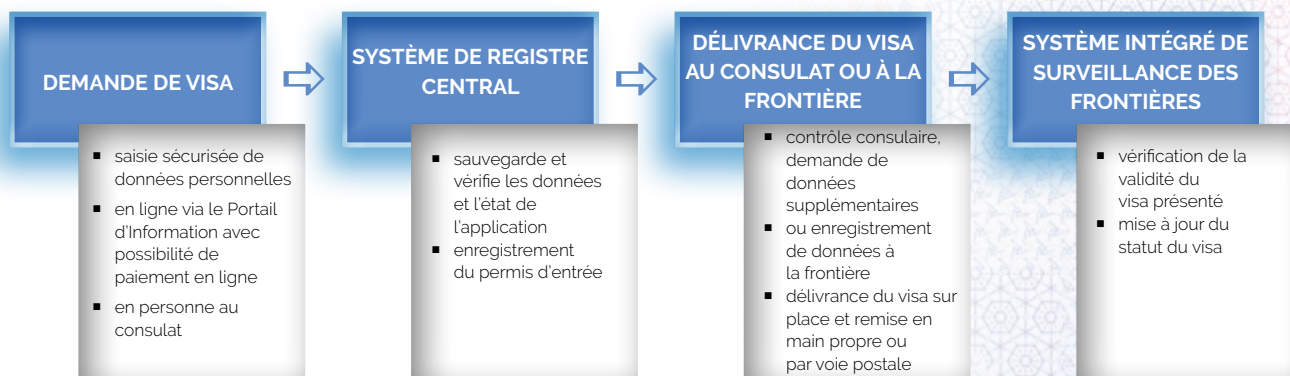 DEMANDE DE VISA
▪ saisie sécurisée de
données personnelles
▪ en ligne via le Portail
d'Information avec
possibilité de
paiement en ligne
▪ en personne au
consulat
SYSTÈME DE REGISTRE
CENTRAL
▪ sauvegarde et
vérifie les données
et l'état de
l'application
▪ enregistrement
du permis d'entrée
DÉLIVRANCE DU VISA
AU CONSULAT OU À LA
FRONTIÈRE
▪ contrôle consulaire,
demande de
données
supplémentaires
▪ ou enregistrement
de données à
la frontière
▪ délivrance du visa sur
place et remise en
main propre ou
par voie postale
SYSTÈME INTÉGRÉ DE
SURVEILLANCE DES
FRONTIÈRES
▪ vérification de la
validité du
visa présenté
▪ mise à jour du
statut du visa